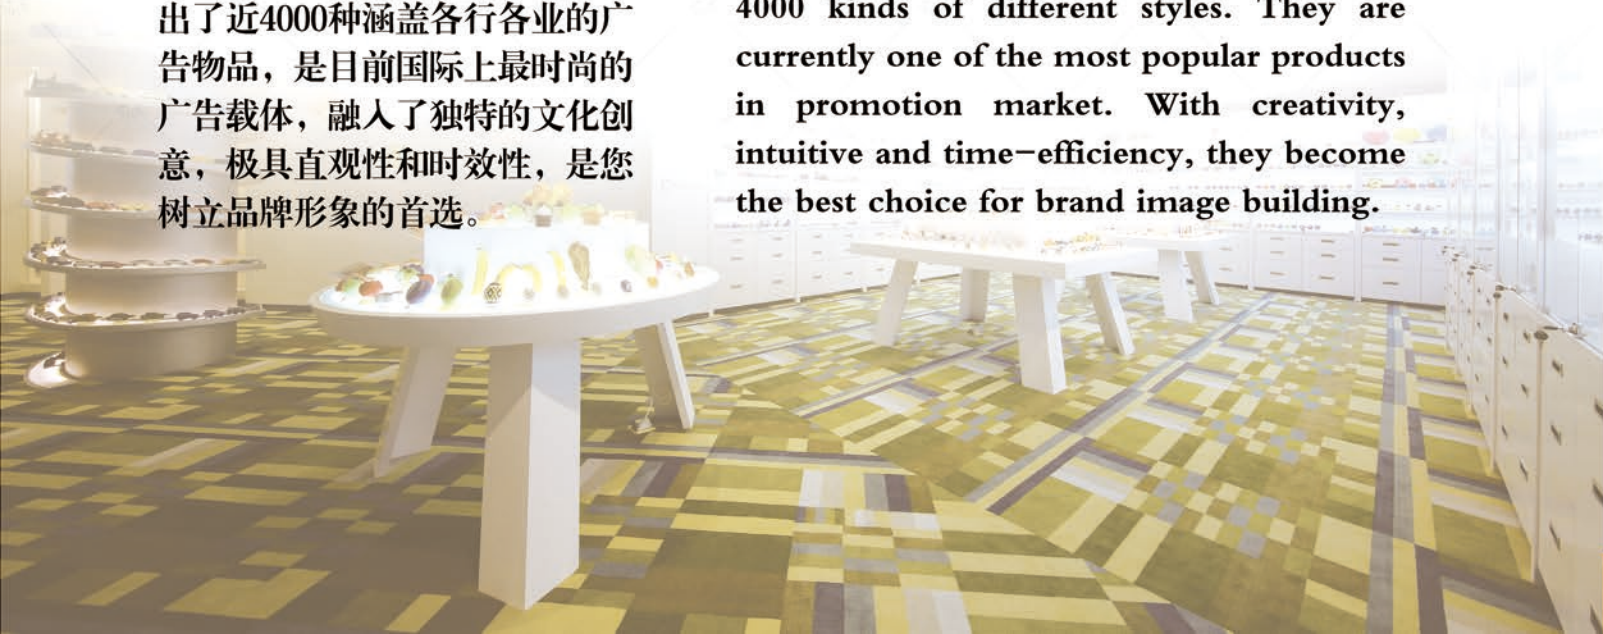 出了近4000种涵盖各行各业的广
告物品，是目前国际上最时尚的
广告载体，融入了独特的文化创
意，极具直观性和时效性，是您
树立品牌形象的首选。
4000 kinds of different styles. They are
currently one of the most popular products
in promotion market. With creativity,
intuitive and time-efficiency, they become
the best choice for brand image building.